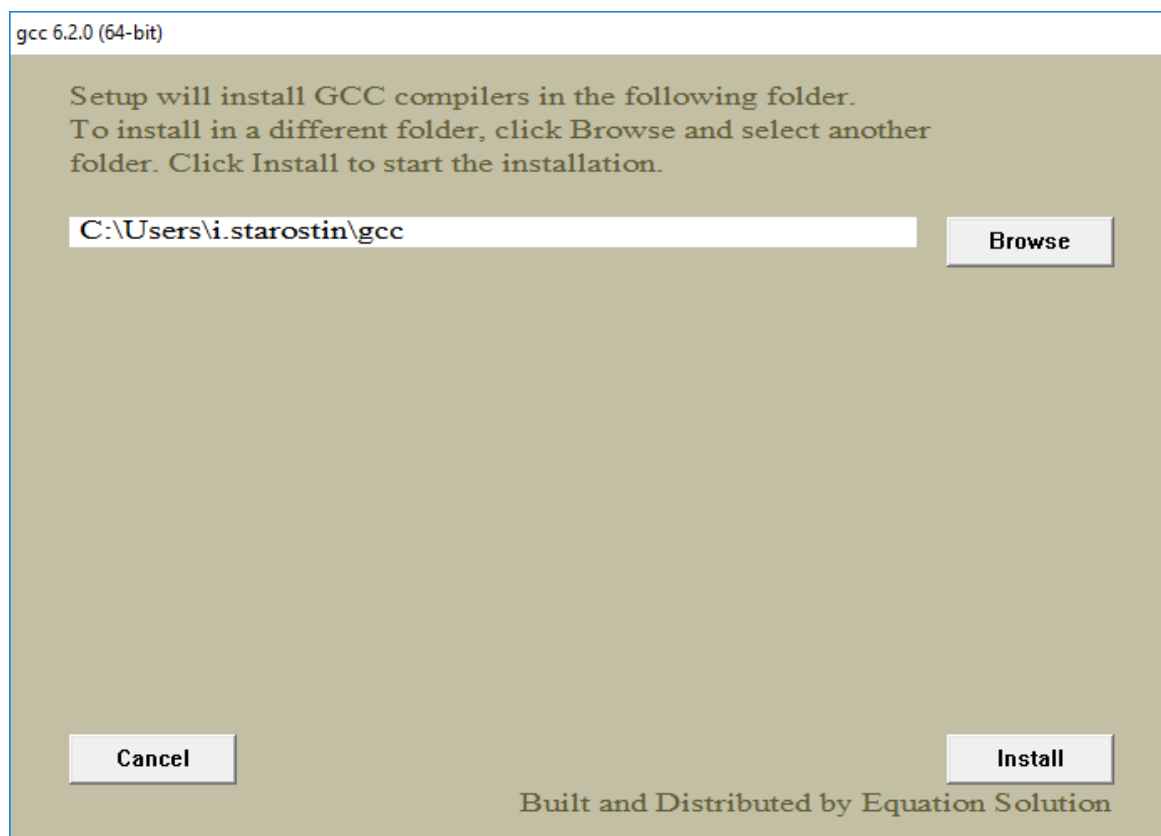 gcc 6.2.0 (64-bit)
Setup will install GCC compilers in the following folder.
To install in a different folder, click Browse and select another
folder. Click Install to start the installation.
C:\Users\i.starostin\gcc
Browse
Cancel
Install
Built and Distributed by Equation Solution